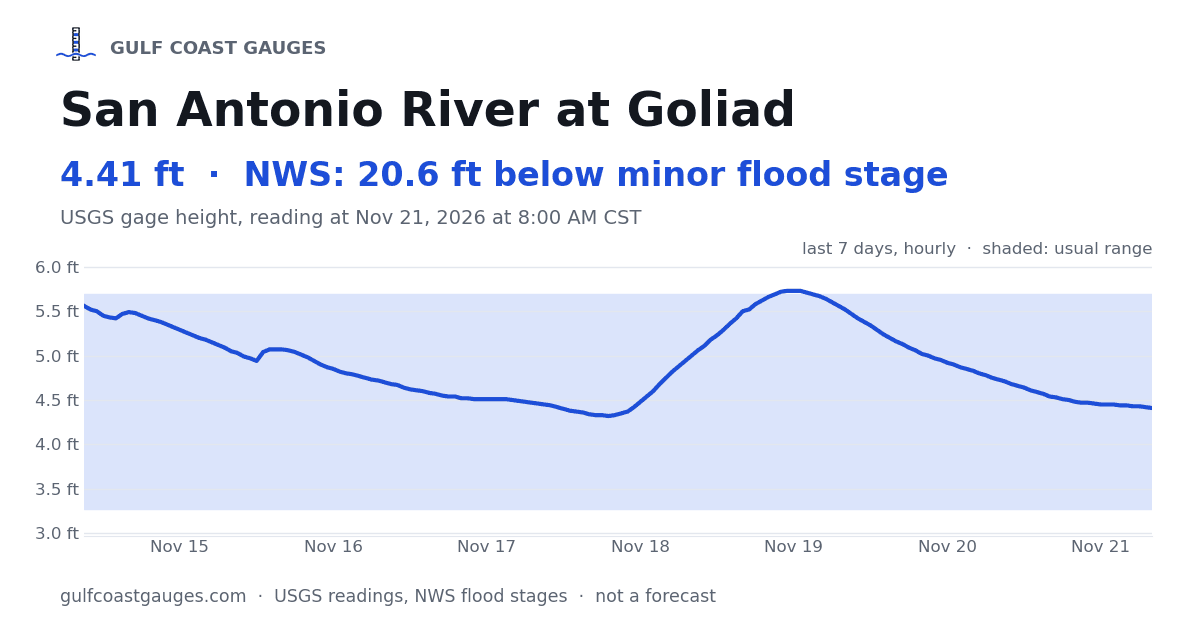 GULF COAST GAUGES
San Antonio River at Goliad
4.41 ft · NWS: 20.6 ft below minor flood stage
USGS gage height, reading at Nov 21, 2026 at 8:00 AM CST
last 7 days, hourly · shaded: usual range
6.0 ft
5.5 ft
5.0 ft
4.5 ft
4.0 ft
3.5 ft
3.0 ft
Nov 15 Nov 16 Nov 17 Nov 18 Nov 19 Nov 20 Nov 21
gulfcoastgauges.com · USGS readings, NWS flood stages · not a forecast